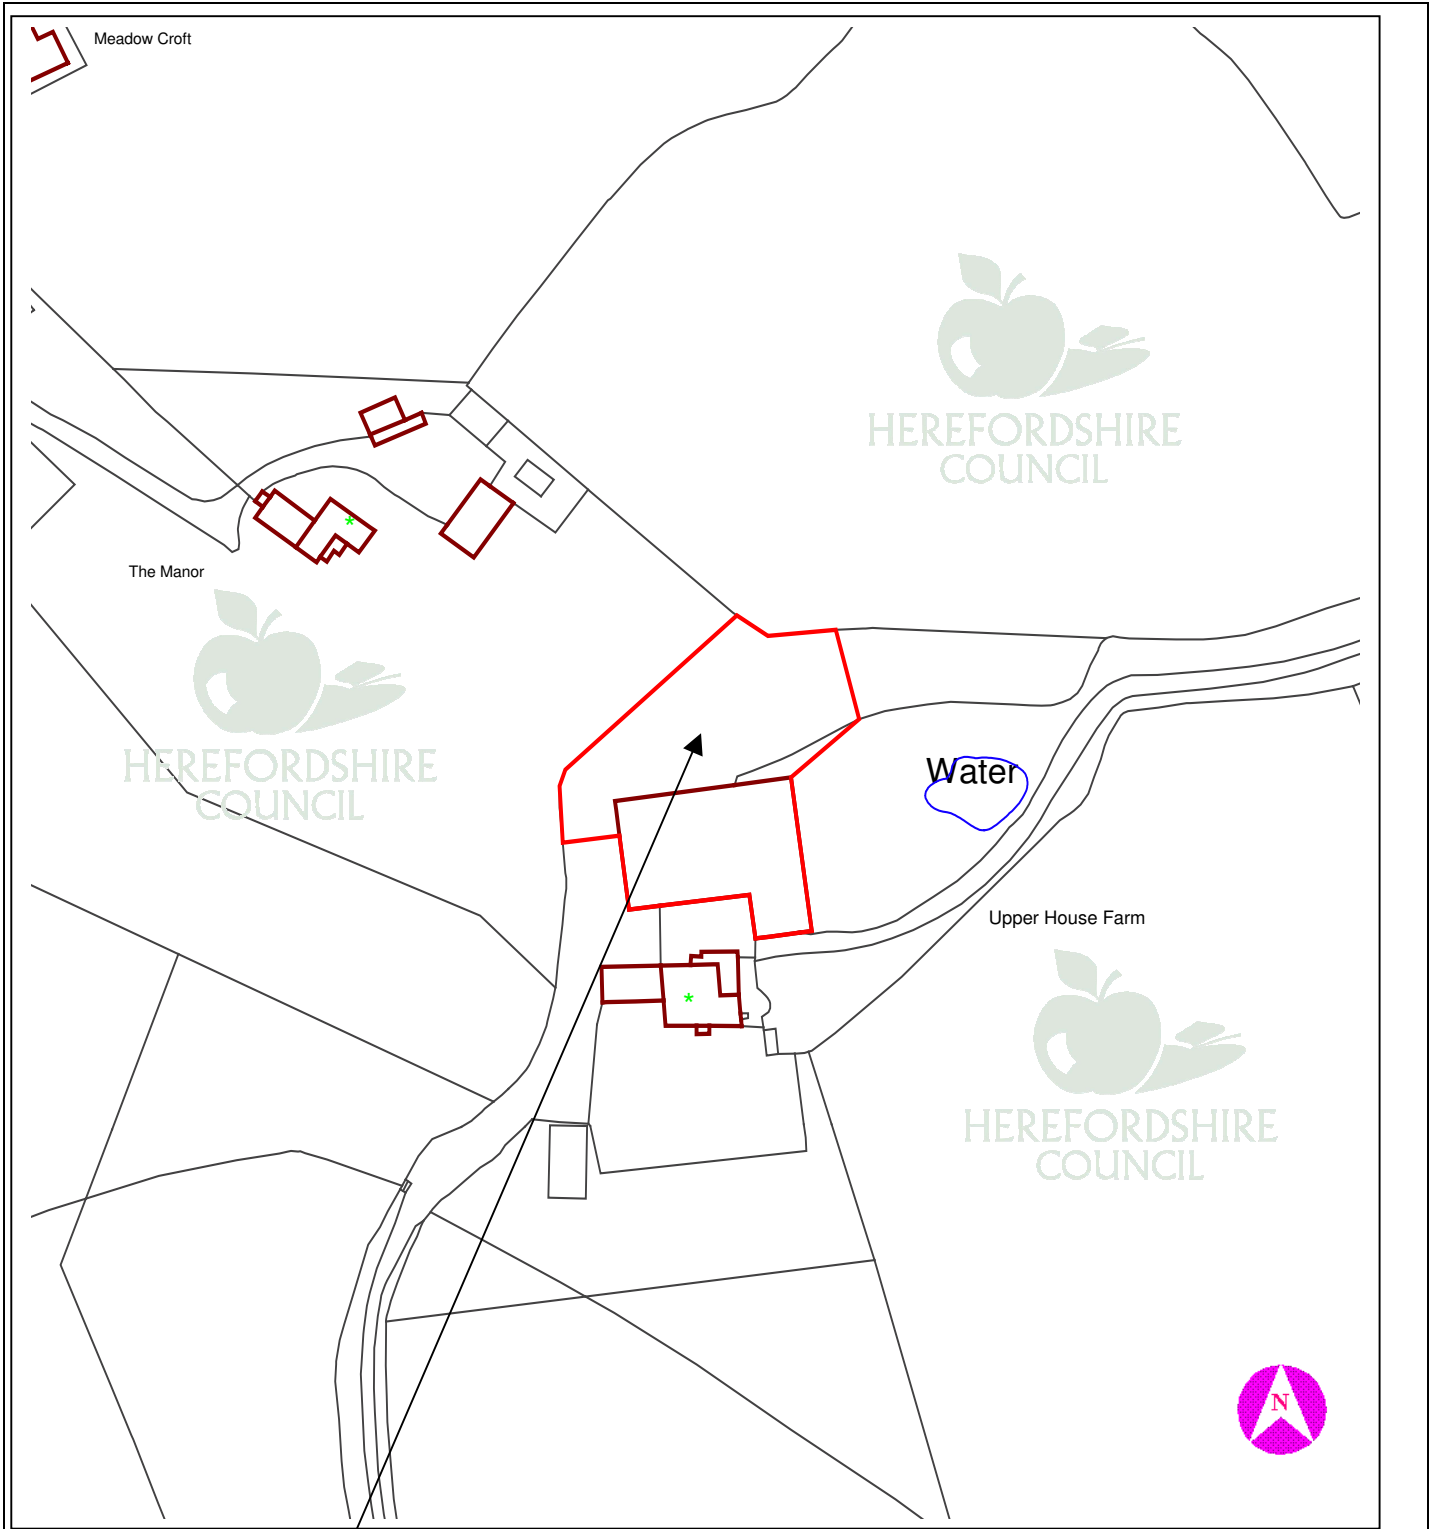 Meadow Croft
HEREFORDSHIRE
COUNCIL
The Manor
HEREFORDSHIRE
COUNCIL
Water
Upper House Farm
HEREFORDSHIRE
COUNCIL
N